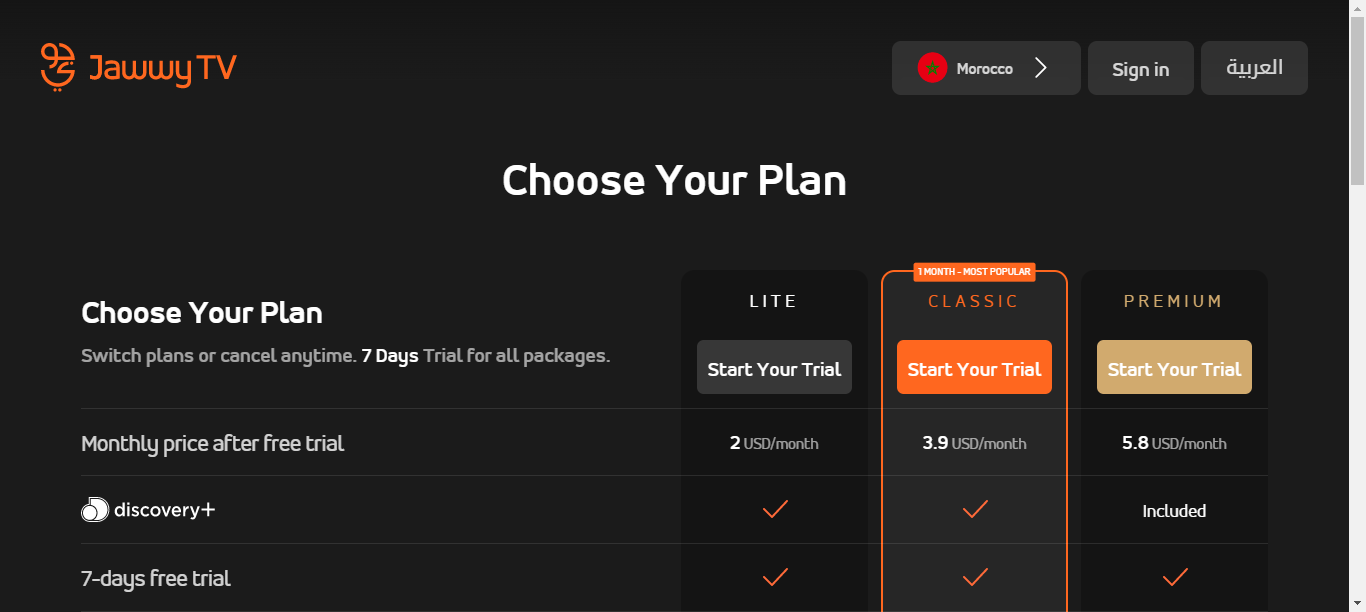 Jawwy TV
Morocco
Sign in
العربية
Choose Your Plan
1 MONTH - MOST POPULAR
LITE
CLASSIC
PREMIUM
Choose Your Plan
Switch plans or cancel anytime. 7 Days Trial for all packages.
Start Your Trial
Start Your Trial
Start Your Trial
Monthly price after free trial
2 USD/month
3.9 USD/month
5.8 USD/month
discovery+
Included
7-days free trial